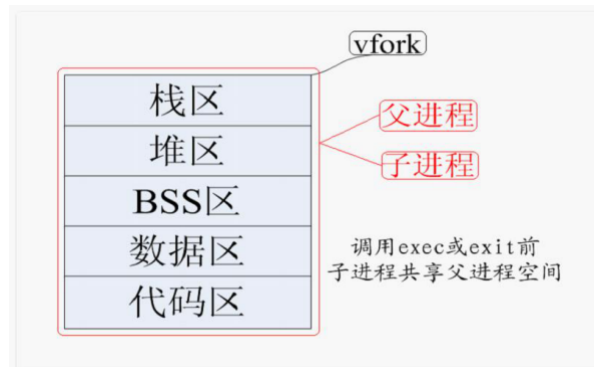 vfork
栈区
堆区
BSS区
数据区
代码区
父进程
子进程
调用exec或exit前
子进程共享父进程空间